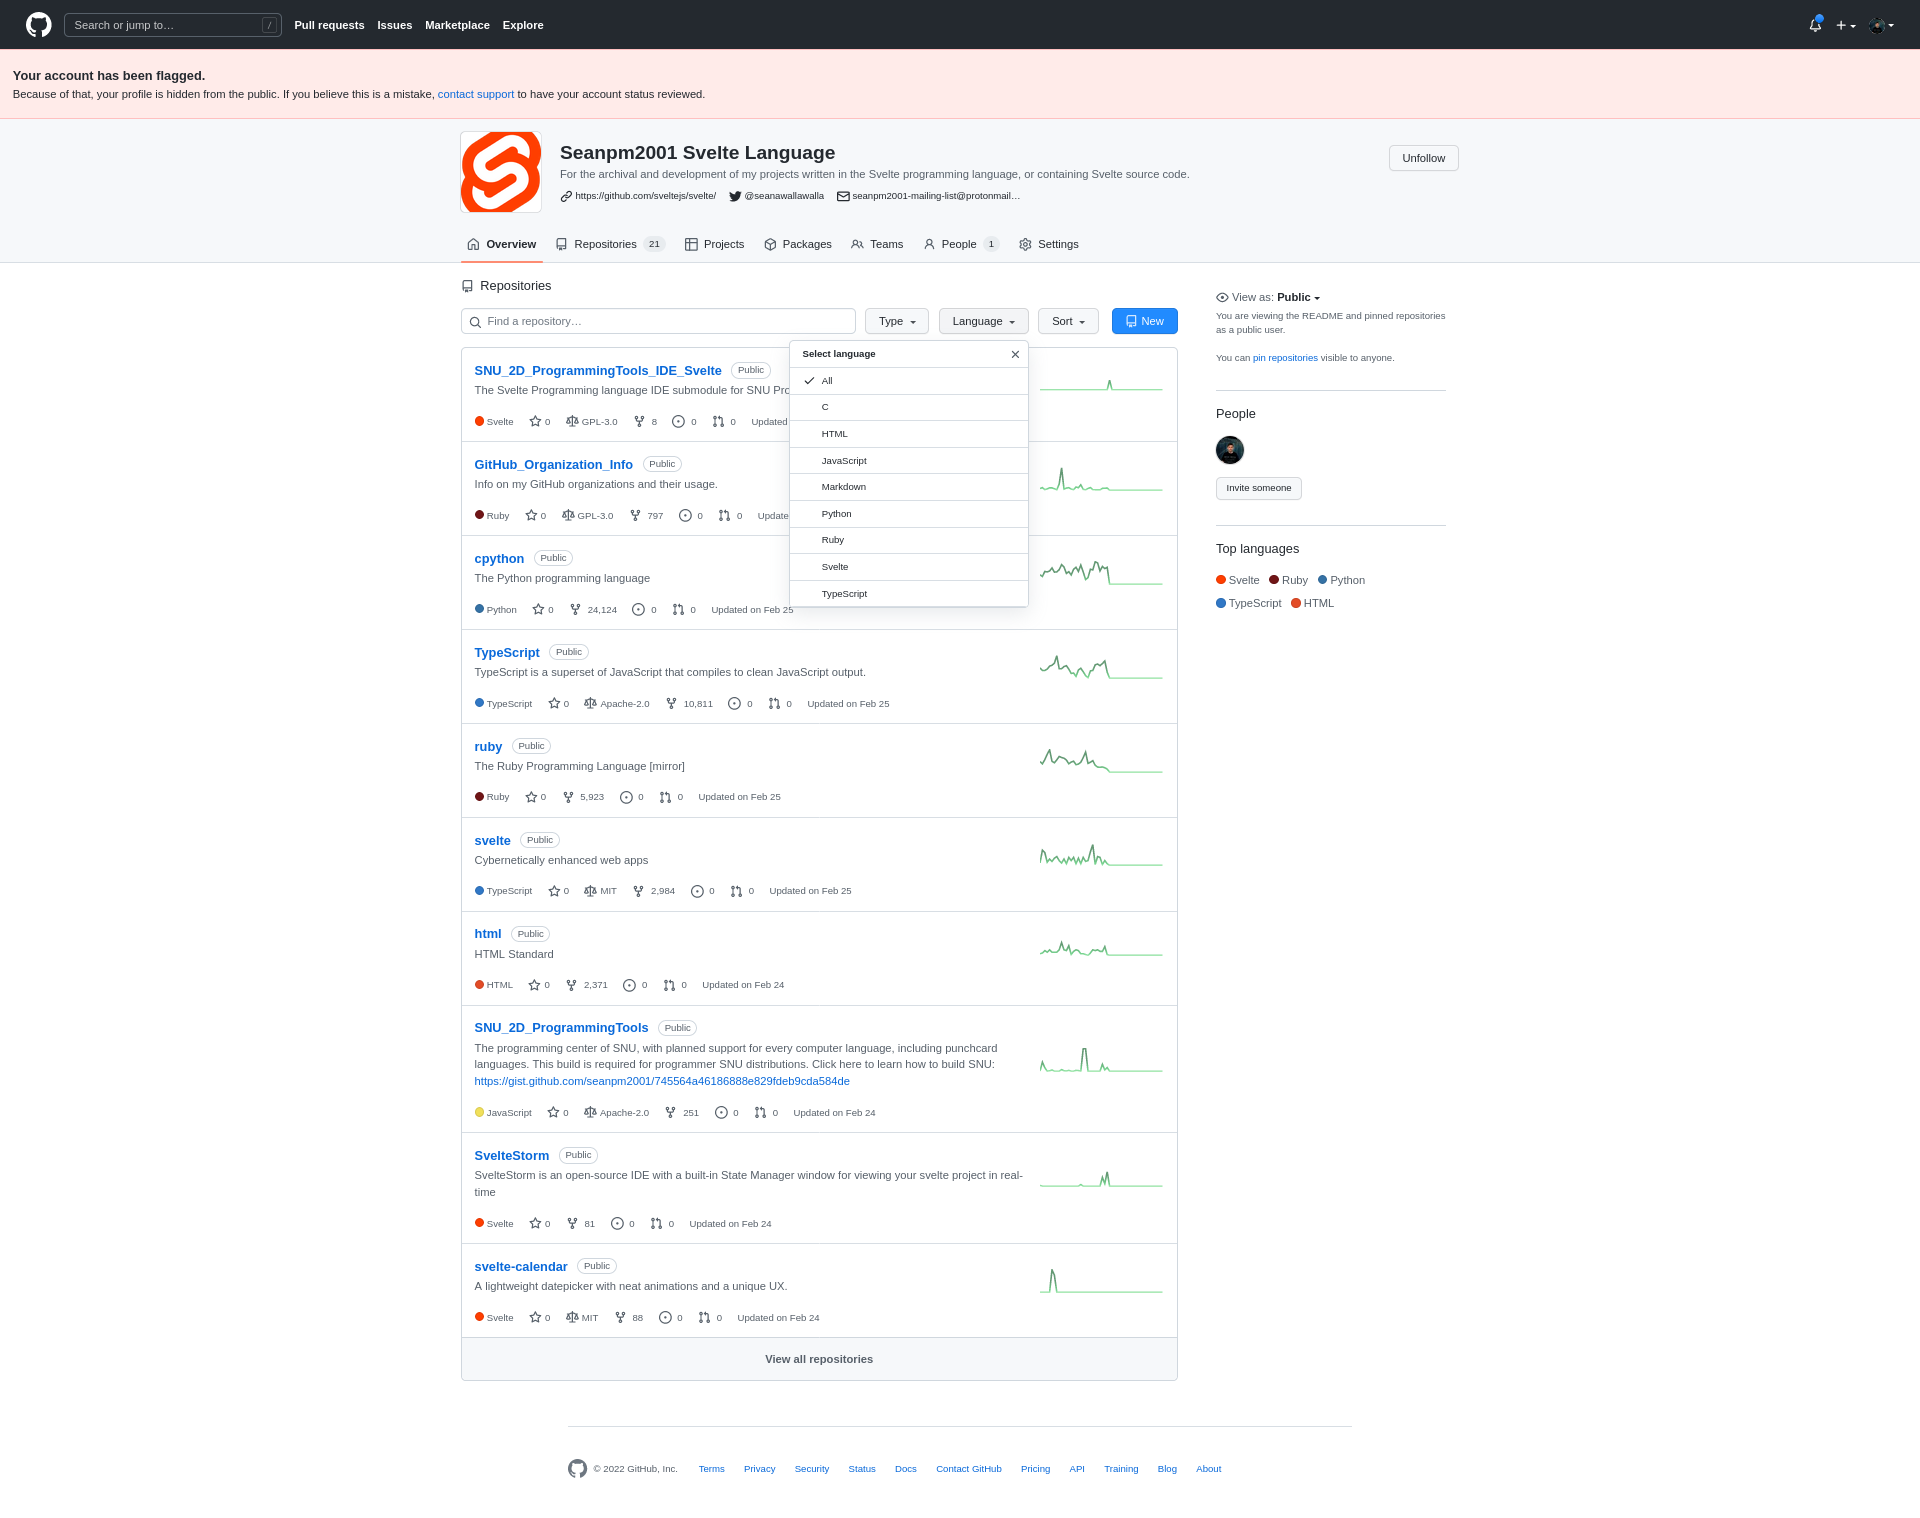 Search or jump to… /
Pull requests Issues Marketplace Explore
Your account has been flagged.
Because of that, your profile is hidden from the public. If you believe this is a mistake, contact support to have your account status reviewed.
Seanpm2001 Svelte Language
Unfollow
For the archival and development of my projects written in the Svelte programming language, or containing Svelte source code.
https://github.com/sveltejs/svelte/ @seanawallawalla seanpm2001-mailing-list@protonmail…
Overview Repositories 21 Projects Packages Teams People 1 Settings
Repositories
Find a repository… Type Language Sort New
Select language
All
C
HTML
JavaScript
Markdown
Python
Ruby
Svelte
TypeScript
SNU_2D_ProgrammingTools_IDE_Svelte Public
The Svelte Programming language IDE submodule for SNU Pro
Svelte 0 GPL-3.0 8 0 0 Updated
GitHub_Organization_Info Public
Info on my GitHub organizations and their usage.
Ruby 0 GPL-3.0 797 0 0 Update
cpython Public
The Python programming language
Python 0 24,124 0 0 Updated on Feb 25
TypeScript Public
TypeScript is a superset of JavaScript that compiles to clean JavaScript output.
TypeScript 0 Apache-2.0 10,811 0 0 Updated on Feb 25
ruby Public
The Ruby Programming Language [mirror]
Ruby 0 5,923 0 0 Updated on Feb 25
svelte Public
Cybernetically enhanced web apps
TypeScript 0 MIT 2,984 0 0 Updated on Feb 25
html Public
HTML Standard
HTML 0 2,371 0 0 Updated on Feb 24
SNU_2D_ProgrammingTools Public
The programming center of SNU, with planned support for every computer language, including punchcard
languages. This build is required for programmer SNU distributions. Click here to learn how to build SNU:
https://gist.github.com/seanpm2001/745564a46186888e829fdeb9cda584de
JavaScript 0 Apache-2.0 251 0 0 Updated on Feb 24
SvelteStorm Public
SvelteStorm is an open-source IDE with a built-in State Manager window for viewing your svelte project in real-
time
Svelte 0 81 0 0 Updated on Feb 24
svelte-calendar Public
A lightweight datepicker with neat animations and a unique UX.
Svelte 0 MIT 88 0 0 Updated on Feb 24
View all repositories
View as: Public
You are viewing the README and pinned repositories
as a public user.
You can pin repositories visible to anyone.
People
Invite someone
Top languages
Svelte Ruby Python
TypeScript HTML
© 2022 GitHub, Inc. Terms Privacy Security Status Docs Contact GitHub Pricing API Training Blog About